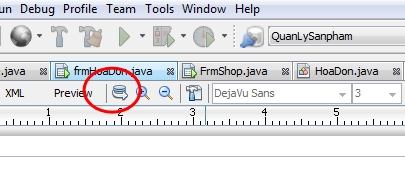 un Debug Profile Team Tools Window Help
QuanLySanpham
.java frmHoaDon.java FrmShop.java HoaDon.java
XML Preview DejaVu Sans 3
1 2 3 4 5